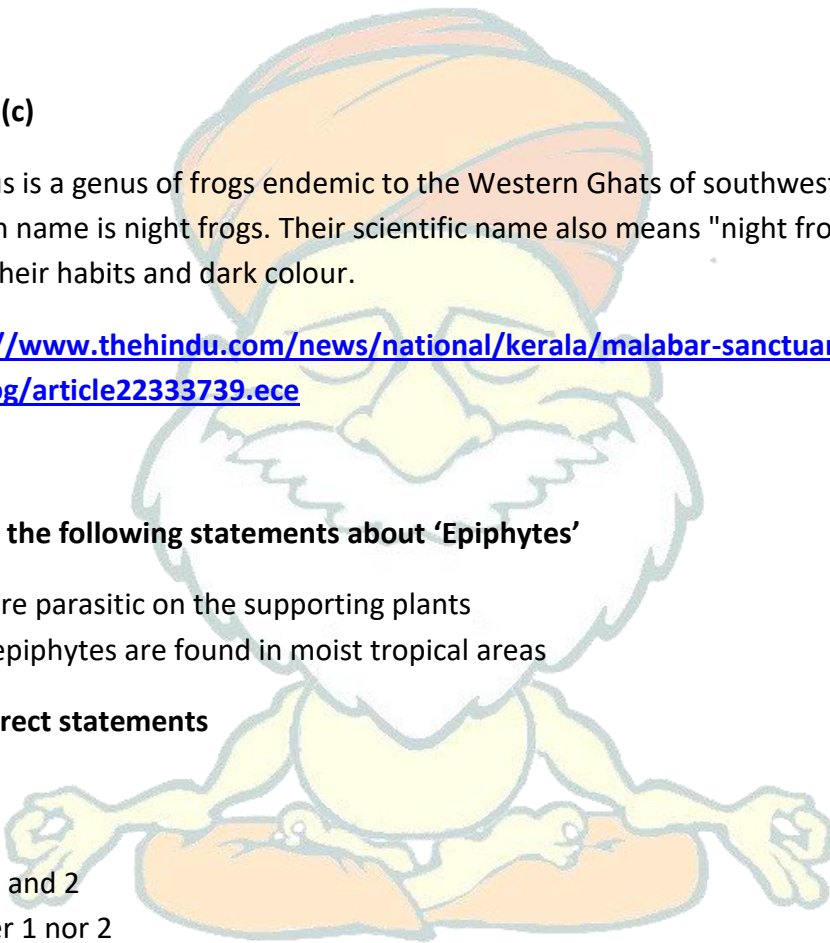 (c)
us is a genus of frogs endemic to the Western Ghats of southwest
n name is night frogs. Their scientific name also means "night fro
heir habits and dark colour.
//www.thehindu.com/news/national/kerala/malabar-sanctuar
og/article22333739.ece
the following statements about ‘Epiphytes’
re parasitic on the supporting plants
epiphytes are found in moist tropical areas
rect statements
and 2
er 1 nor 2